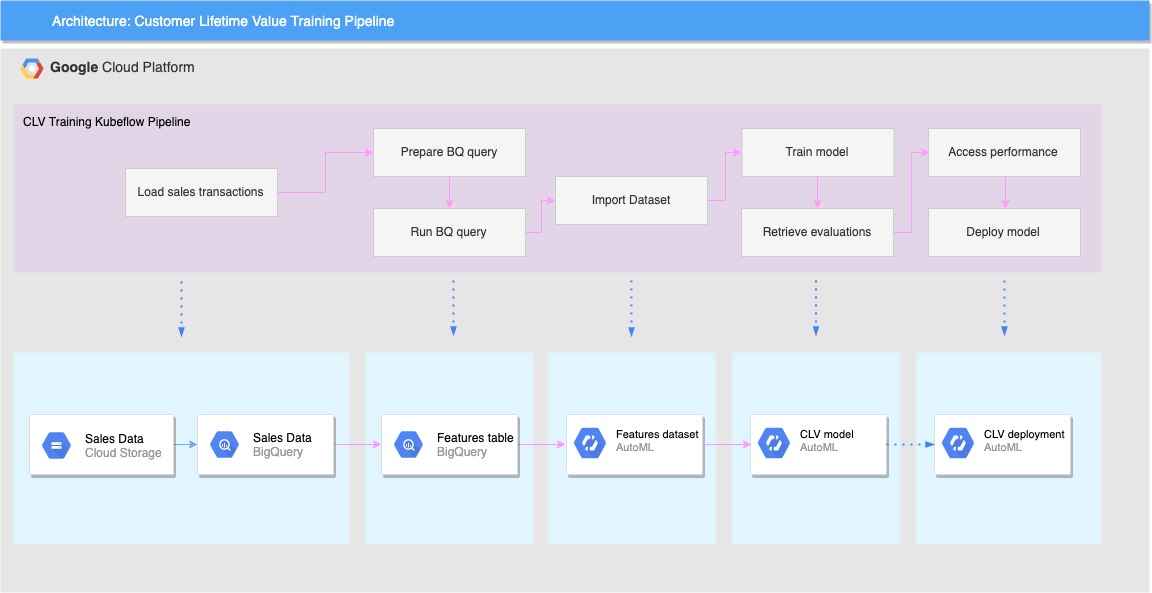 Architecture: Customer Lifetime Value Training Pipeline
Google Cloud Platform
CLV Training Kubeflow Pipeline
Load sales transactions
Prepare BQ query
Run BQ query
Import Dataset
Train model
Retrieve evaluations
Access performance
Deploy model
Sales Data
Cloud Storage
Sales Data
BigQuery
Features table
BigQuery
Features dataset
AutoML
CLV model
AutoML
CLV deployment
AutoML